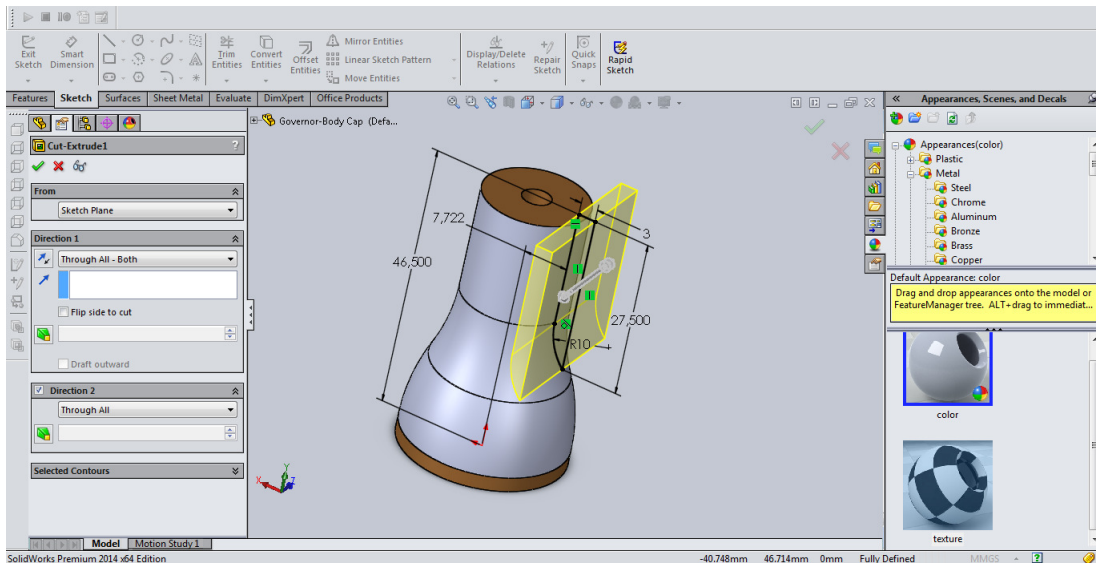 Exit Sketch
Smart Dimension
Trim Entities
Convert Entities
Offset Entities
Mirror Entities
Linear Sketch Pattern
Move Entities
Display/Delete Relations
Repair Sketch
Quick Snaps
Rapid Sketch
Features Sketch Surfaces Sheet Metal Evaluate DimXpert Office Products
Appearances, Scenes, and Decals
Governor-Body Cap (Defa...
Cut-Extrude1 ?
From
Sketch Plane
Direction 1
Through All - Both
Flip side to cut
Draft outward
Direction 2
Through All
Selected Contours
7,722
46,500
3
27,500
R10
X
Y
Z
Appearances(color)
Plastic
Metal
Steel
Chrome
Aluminum
Bronze
Brass
Copper
Default Appearance: color
Drag and drop appearances onto the model or
FeatureManager tree. ALT+drag to immediat...
color
texture
Model Motion Study 1
SolidWorks Premium 2014 x64 Edition -40.748mm 46.714mm 0mm Fully Defined MMGS ?